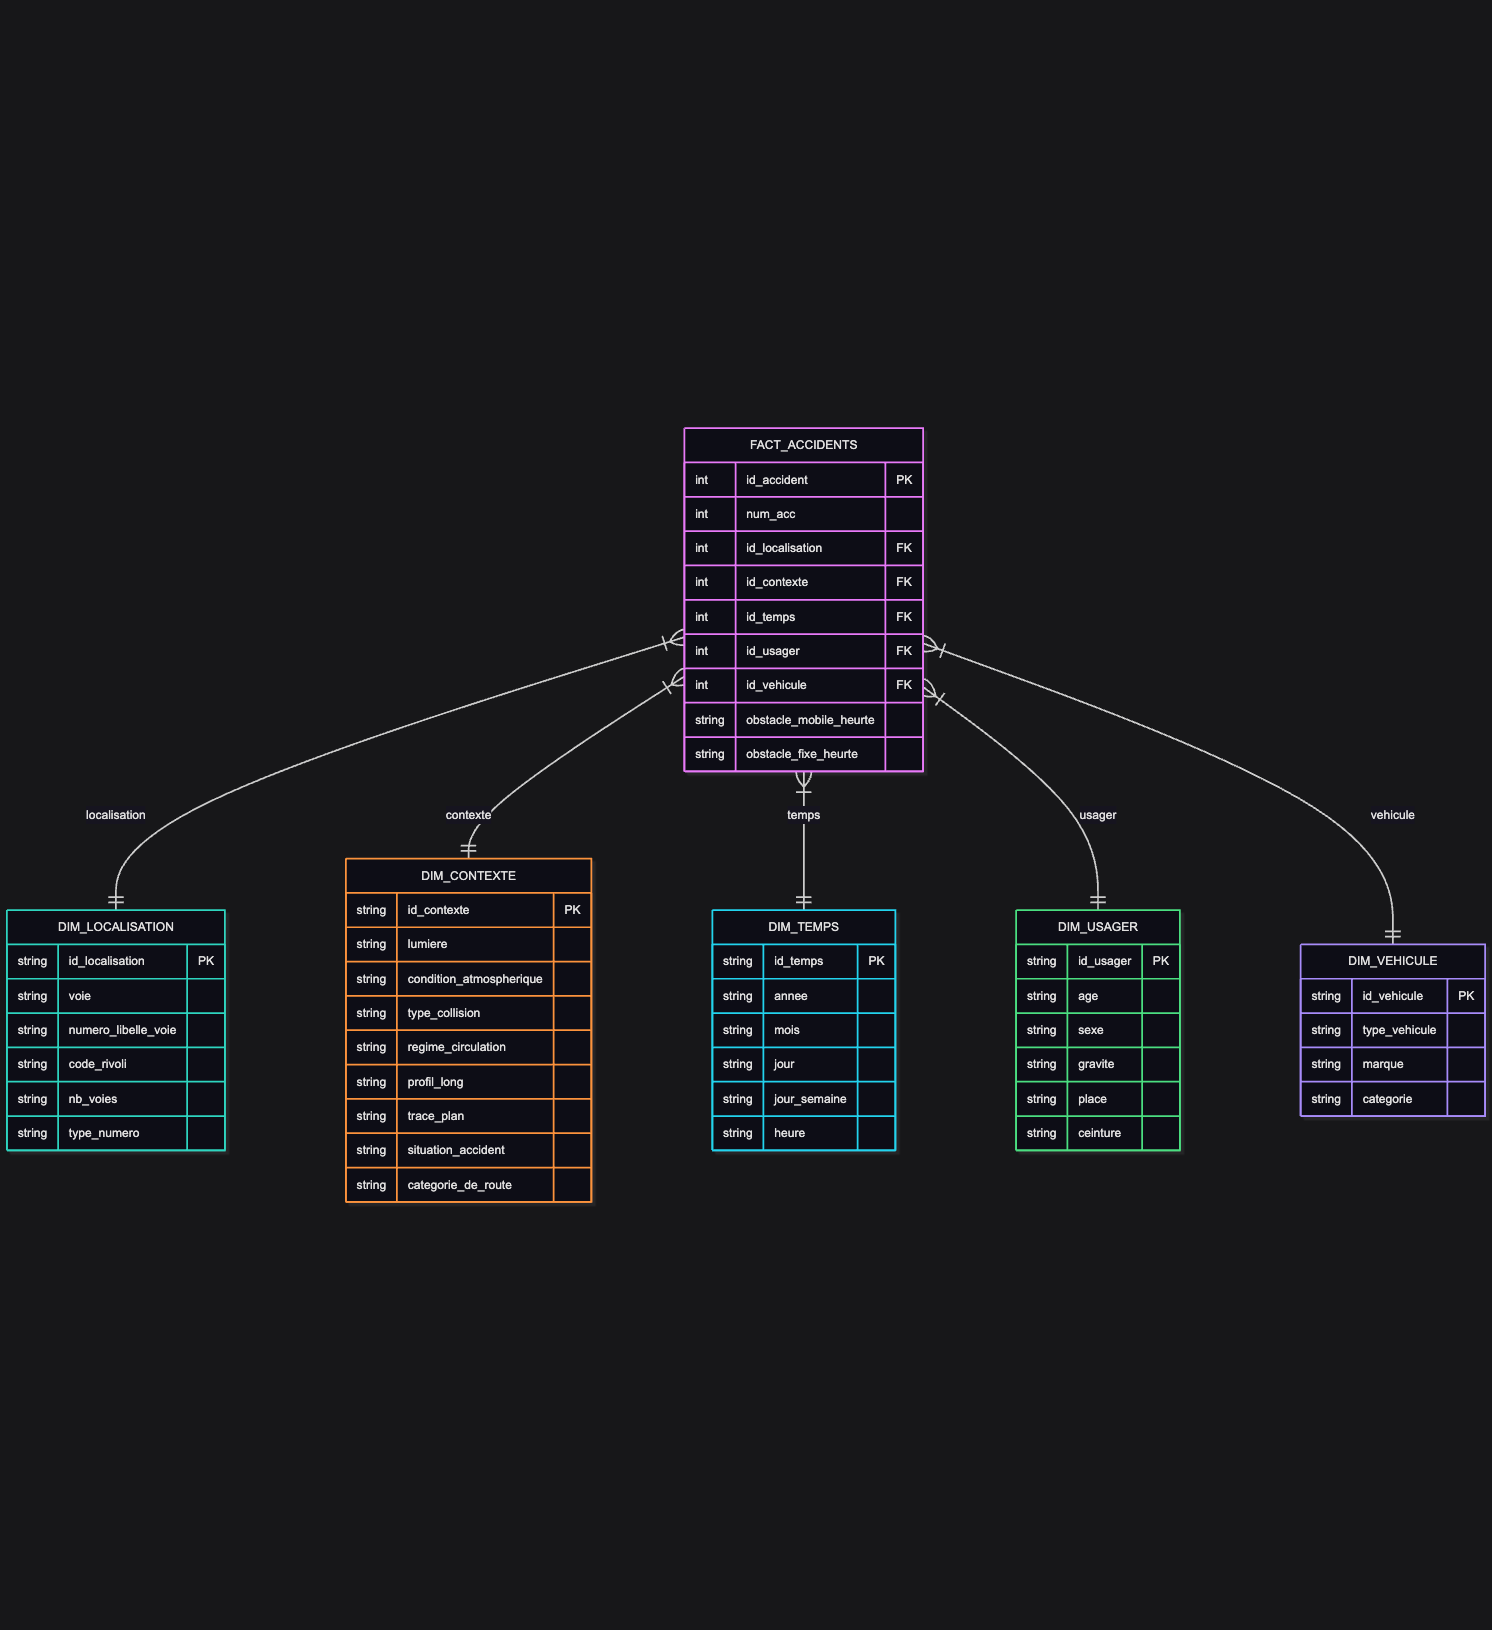 FACT_ACCIDENTS
int id_accident PK
int num_acc
int id_localisation FK
int id_contexte FK
int id_temps FK
int id_usager FK
int id_vehicule FK
string obstacle_mobile_heurte
string obstacle_fixe_heurte
localisation
contexte
temps
usager
vehicule
DIM_LOCALISATION
string id_localisation PK
string voie
string numero_libelle_voie
string code_rivoli
string nb_voies
string type_numero
DIM_CONTEXTE
string id_contexte PK
string lumiere
string condition_atmospherique
string type_collision
string regime_circulation
string profil_long
string trace_plan
string situation_accident
string categorie_de_route
DIM_TEMPS
string id_temps PK
string annee
string mois
string jour
string jour_semaine
string heure
DIM_USAGER
string id_usager PK
string age
string sexe
string gravite
string place
string ceinture
DIM_VEHICULE
string id_vehicule PK
string type_vehicule
string marque
string categorie